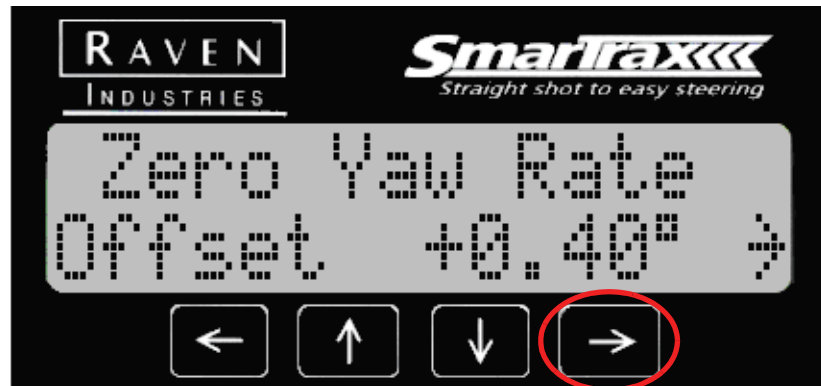 RAVEN
INDUSTRIES
SmarTrax
Straight shot to easy steering
Zero Yaw Rate
Offset +0.40° →
← ↑ ↓ →